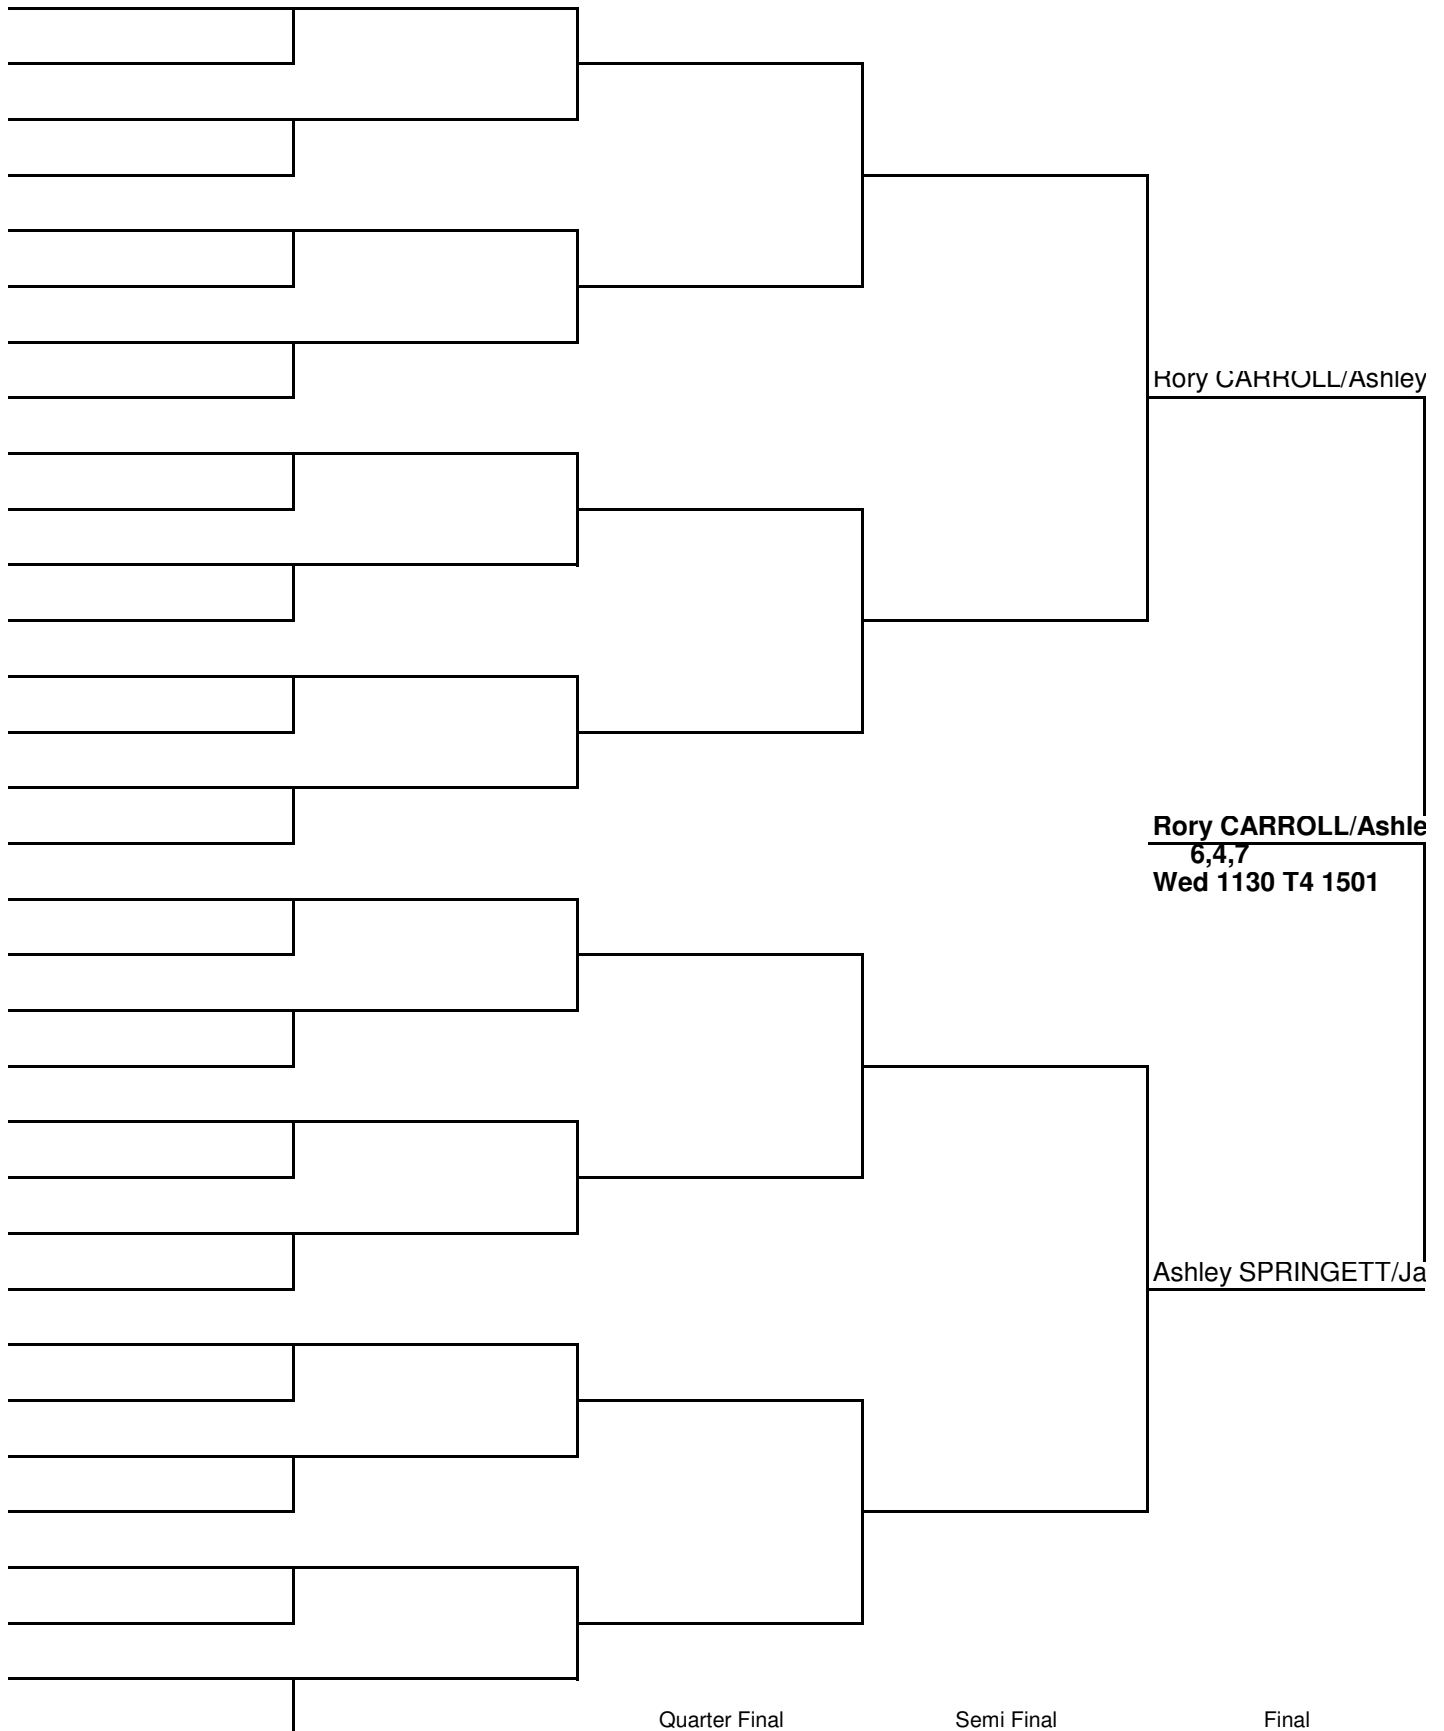 Rory CARROLL/Ashley
Rory CARROLL/Ashle
6,4,7
Wed 1130 T4 1501
Ashley SPRINGETT/Ja
Quarter Final Semi Final Final